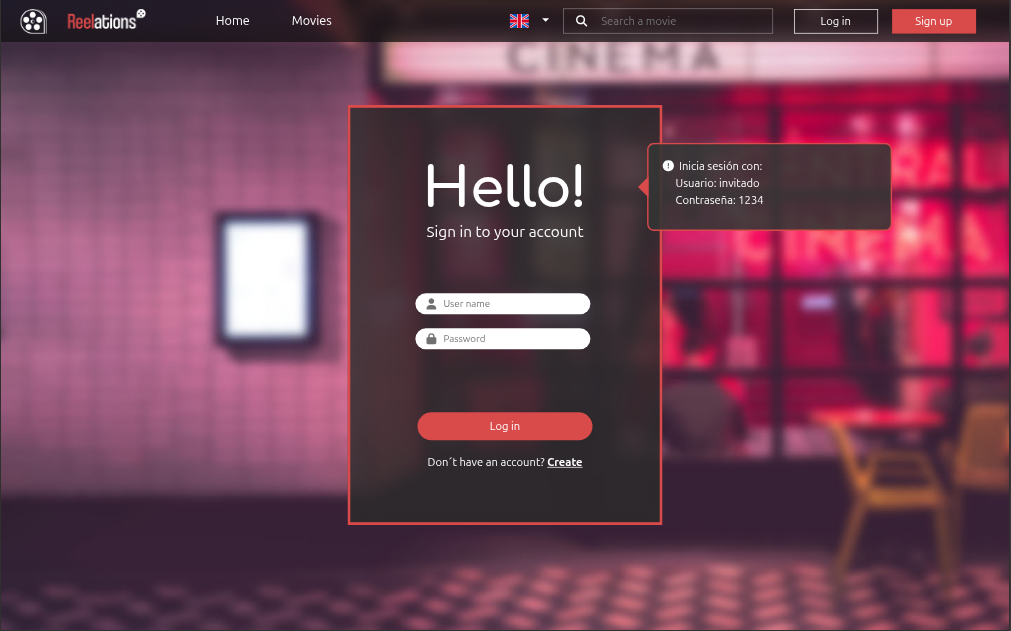 Reelations
Home
Movies
Search a movie
Log in
Sign up
CINEMA
Hello!
Sign in to your account
User name
Password
Log in
Don´t have an account? Create
Inicia sesión con:
Usuario: invitado
Contraseña: 1234
CINEMA